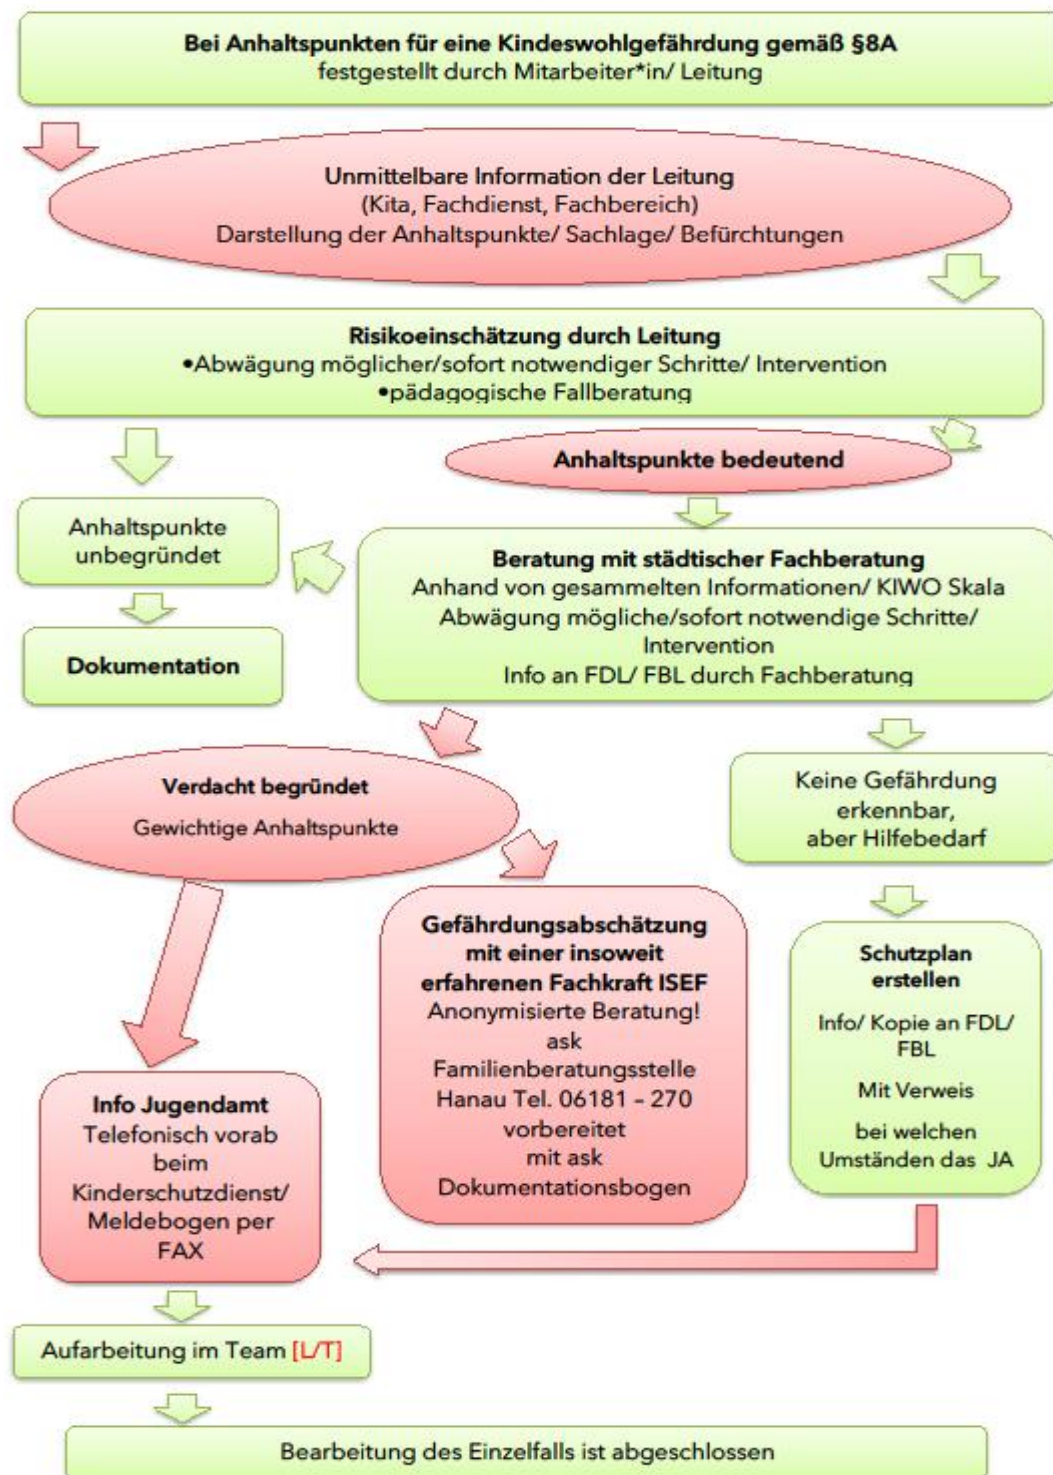 Bei Anhaltspunkten für eine Kindeswohlgefährdung gemäß §8A
festgestellt durch Mitarbeiter*in/ Leitung
Unmittelbare Information der Leitung
(Kita, Fachdienst, Fachbereich)
Darstellung der Anhaltspunkte/ Sachlage/ Befürchtungen
Risikoeinschätzung durch Leitung
•Abwägung möglicher/sofort notwendiger Schritte/ Intervention
•pädagogische Fallberatung
Anhaltspunkte bedeutend
Anhaltspunkte
unbegründet
Dokumentation
Beratung mit städtischer Fachberatung
Anhand von gesammelten Informationen/ KIWO Skala
Abwägung mögliche/sofort notwendige Schritte/
Intervention
Info an FDL/ FBL durch Fachberatung
Verdacht begründet
Gewichtige Anhaltspunkte
Keine Gefährdung
erkennbar,
aber Hilfebedarf
Gefährdungsabschätzung
mit einer insoweit
erfahrenen Fachkraft ISEF
Anonymisierte Beratung!
ask
Familienberatungsstelle
Hanau Tel. 06181 – 270
vorbereitet
mit ask
Dokumentationsbogen
Schutzplan
erstellen
Info/ Kopie an FDL/
FBL
Mit Verweis
bei welchen
Umständen das JA
Info Jugendamt
Telefonisch vorab
beim
Kinderschutzdienst/
Meldebogen per
FAX
Aufarbeitung im Team [L/T]
Bearbeitung des Einzelfalls ist abgeschlossen